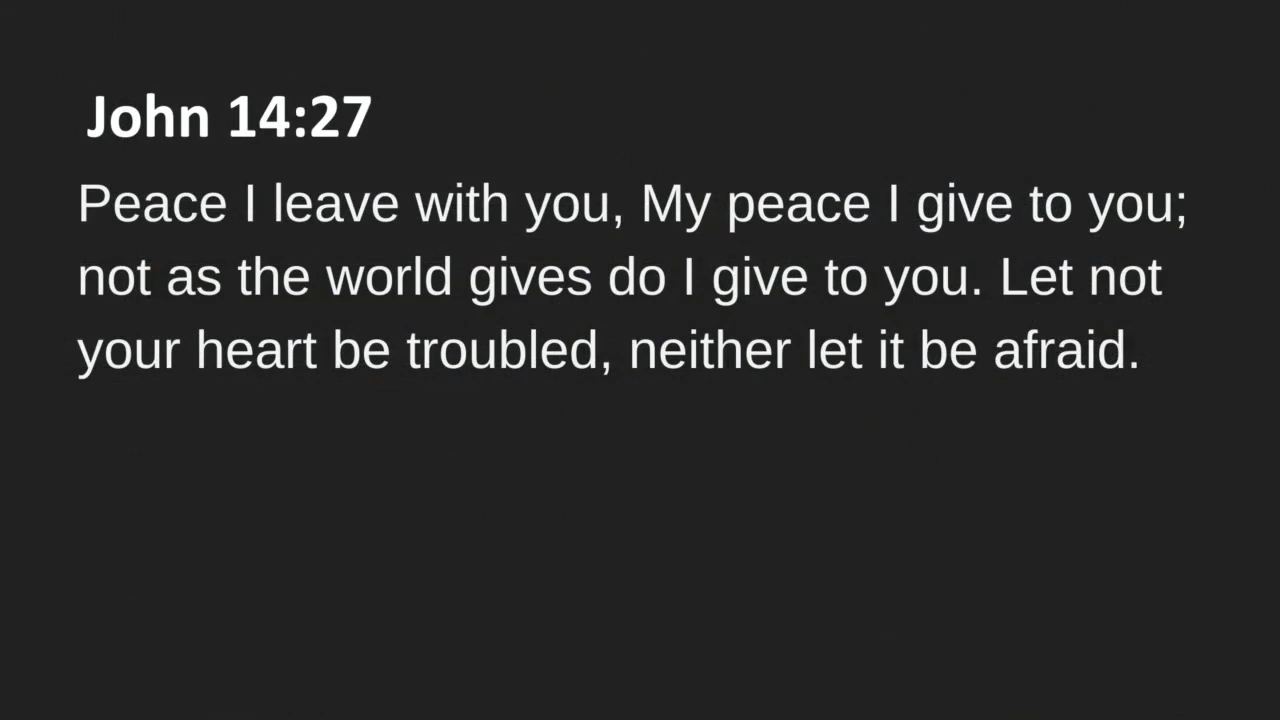 John 14:27
Peace I leave with you, My peace I give to you;
not as the world gives do I give to you. Let not
your heart be troubled, neither let it be afraid.